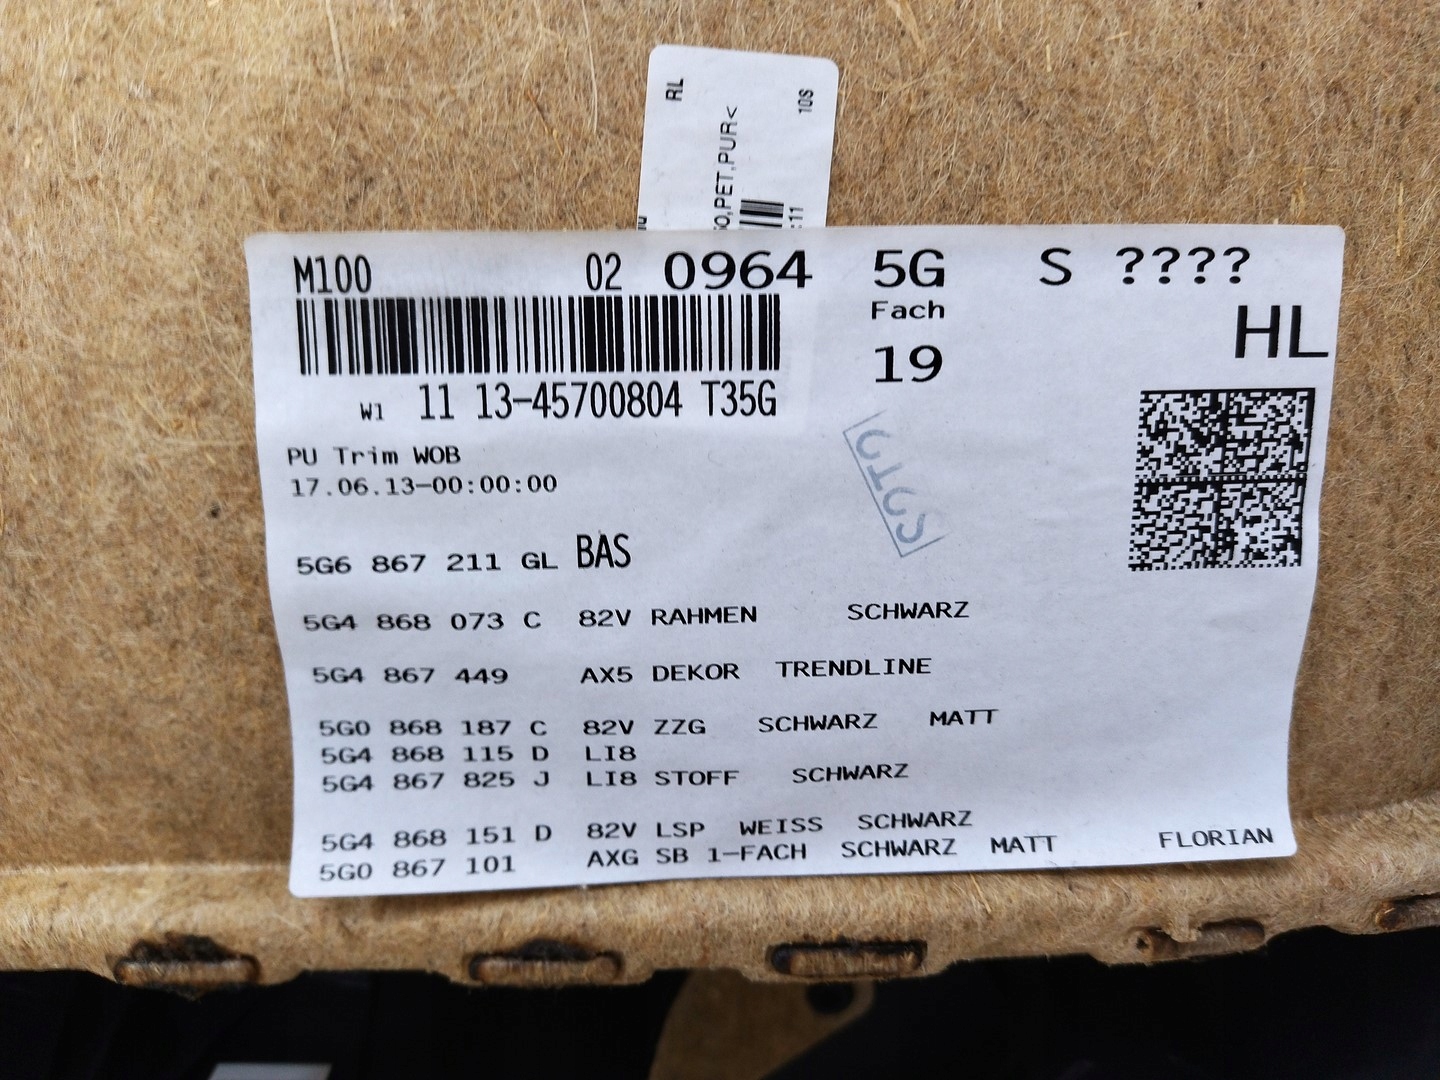 RL
10S
O,PET,PUR<
:11
M100 02 0964 5G S ????
Fach
HL
19
W1 11 13-45700804 T35G
PU Trim WOB
17.06.13-00:00:00
5G6 867 211 GL BAS
5G4 868 073 C 82V RAHMEN SCHWARZ
5G4 867 449 AX5 DEKOR TRENDLINE
5G0 868 187 C 82V ZZG SCHWARZ MATT
5G4 868 115 D LI8
5G4 867 825 J LI8 STOFF SCHWARZ
5G4 868 151 D 82V LSP WEISS SCHWARZ
5G0 867 101 AXG SB 1-FACH SCHWARZ MATT FLORIAN